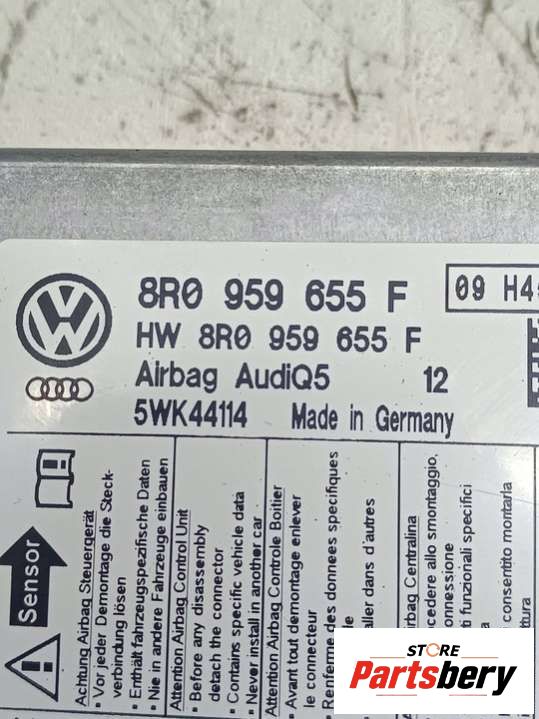 8R0 959 655 F
09 H4
HW 8R0 959 655 F
Airbag AudiQ5 12
5WK44114 Made in Germany
Sensor
Achtung Airbag Steuergerät
• Vor jeder Demontage die Steck-
verbindung lösen
• Enthält fahrzeugspezifische Daten
• Nie in andere Fahrzeuge einbauen
Attention Airbag Control Unit
• Before any disassembly
detach the connector
• Contains specific vehicle data
• Never install in another car
Attention Airbag Controle Boitier
• Avant tout demontage enlever
le connecteur
• Renferme des donnees specifiques
aller dans d'autres
Airbag Centralina
cedere allo smontaggio,
connessione
ti funzionali specifici
consentito montarla
STORE
Partsbery